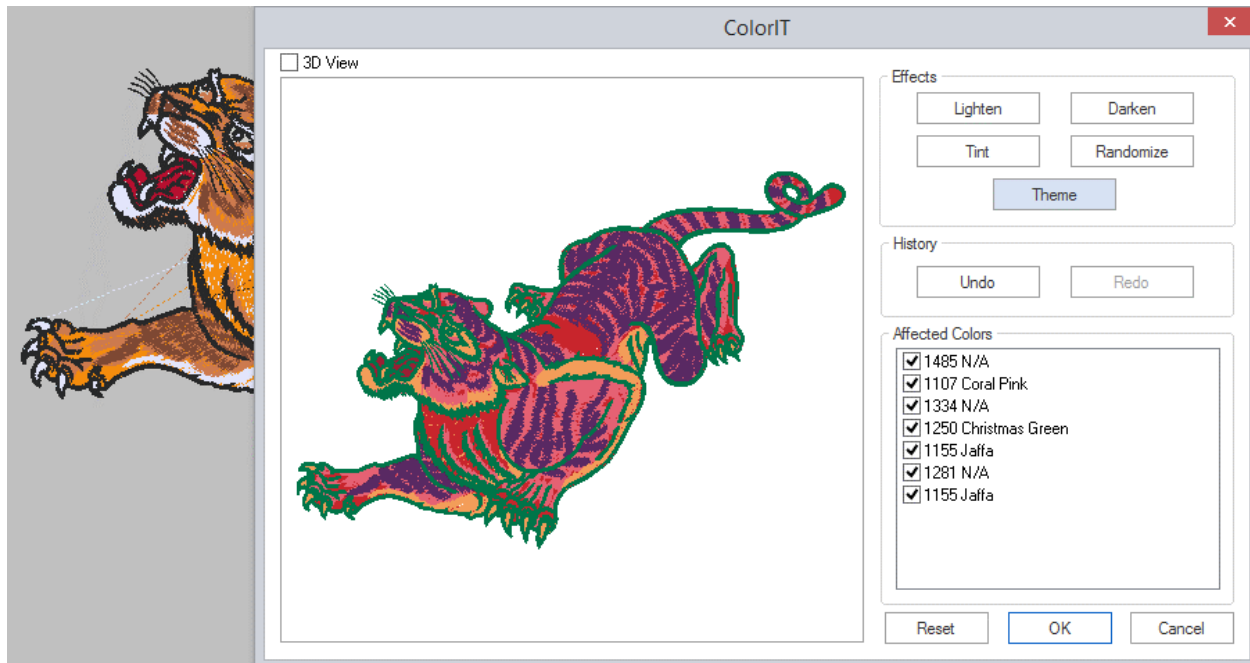 ColorIT
3D View
Effects
Lighten
Darken
Tint
Randomize
Theme
History
Undo
Redo
Affected Colors
1485 N/A
1107 Coral Pink
1334 N/A
1250 Christmas Green
1155 Jaffa
1281 N/A
1155 Jaffa
Reset
OK
Cancel